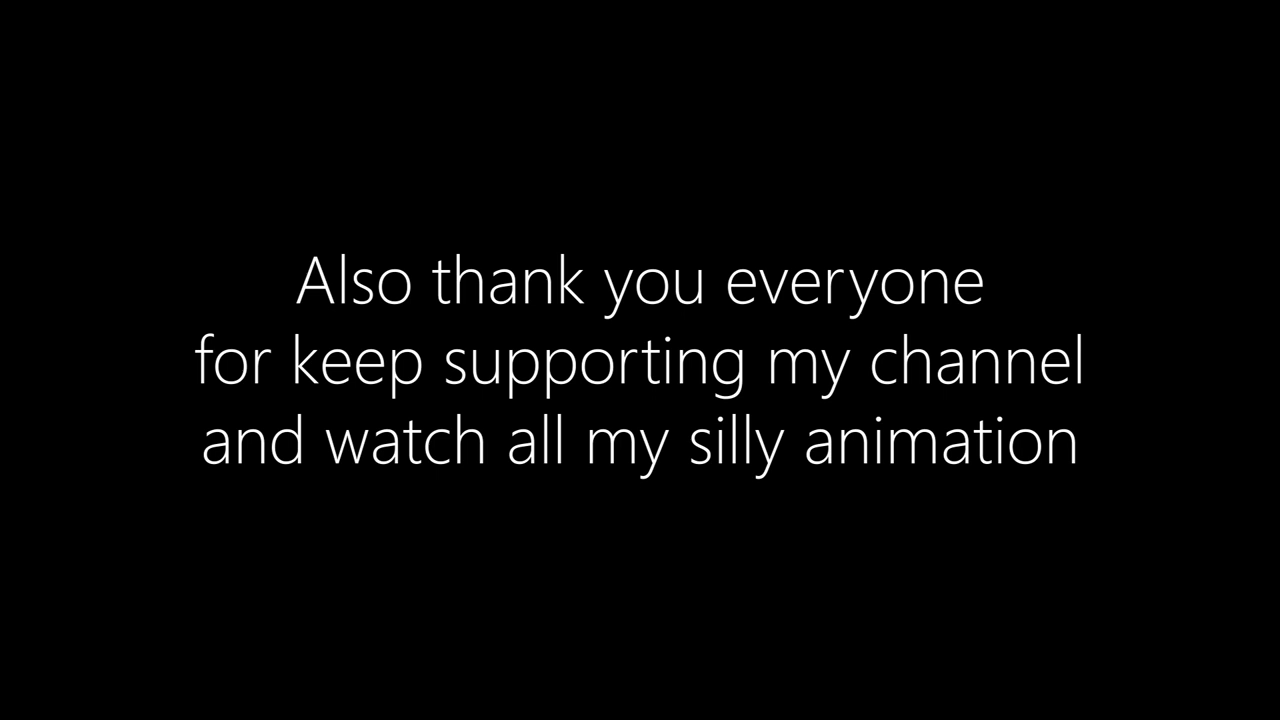 Also thank you everyone
for keep supporting my channel
and watch all my silly animation